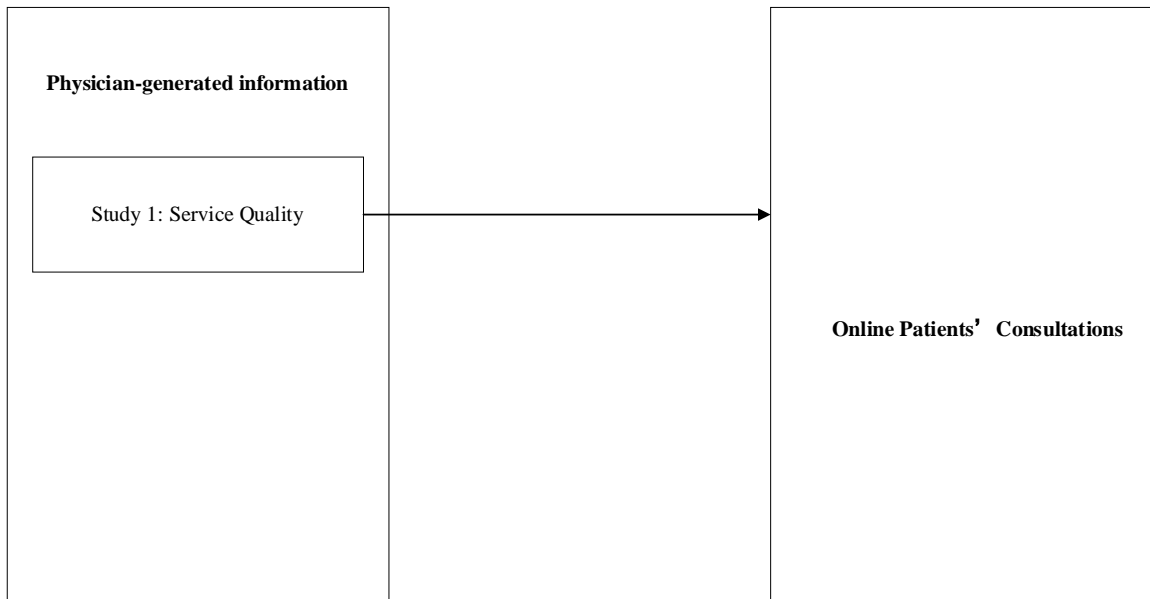 Physician-generated information
Study 1: Service Quality
Online Patients’ Consultations